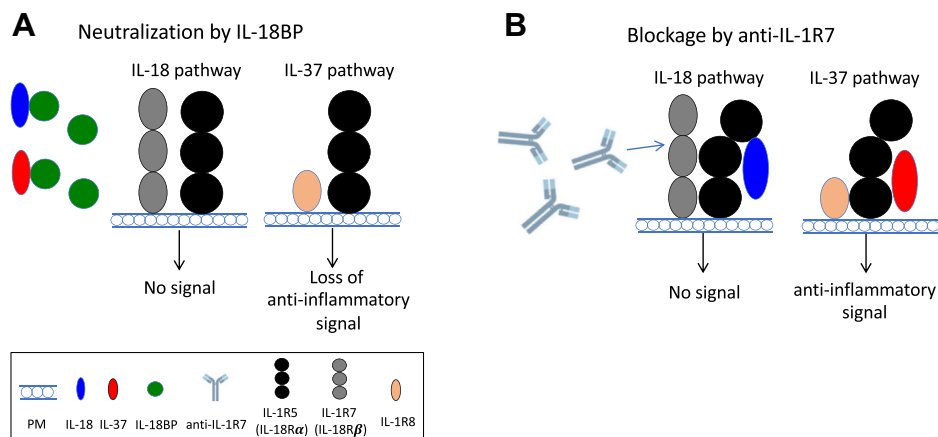 A
Neutralization by IL-18BP
IL-18 pathway
IL-37 pathway
No signal
Loss of
anti-inflammatory
signal
B
Blockage by anti-IL-1R7
IL-18 pathway
IL-37 pathway
No signal
anti-inflammatory
signal
PM
IL-18
IL-37
IL-18BP
anti-IL-1R7
IL-1R5
(IL-18Rα)
IL-1R7
(IL-18Rβ)
IL-1R8